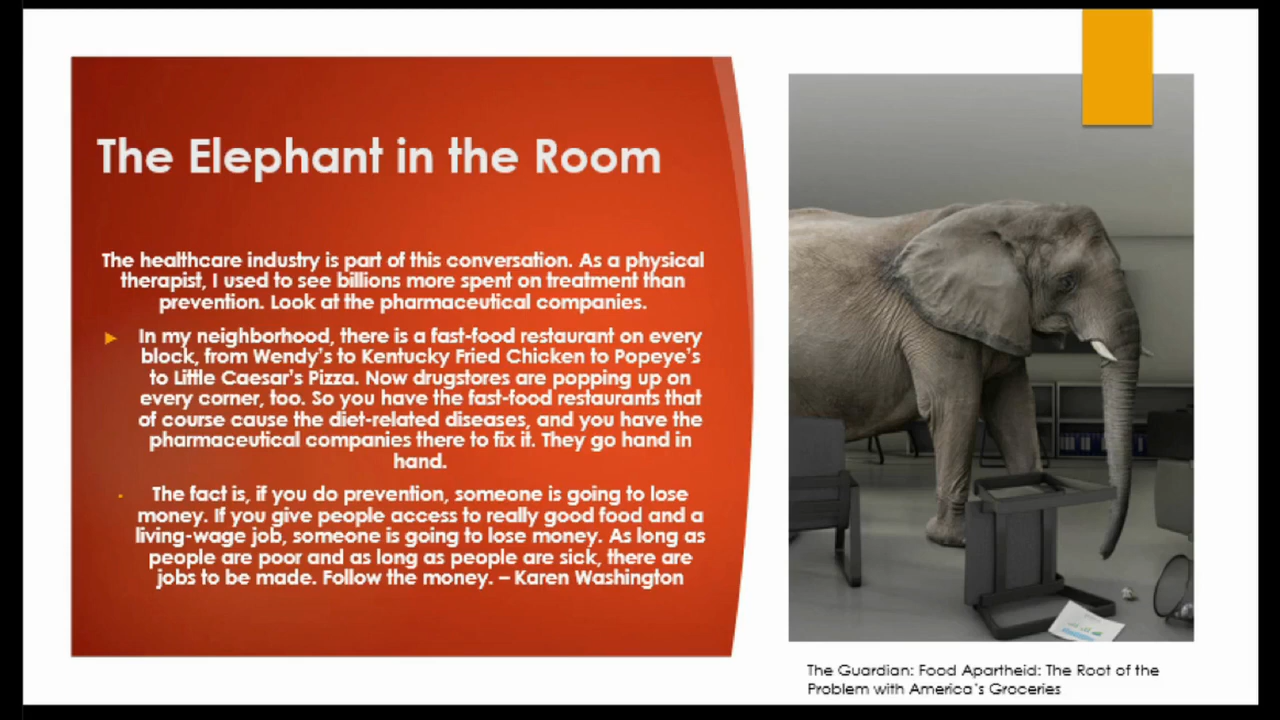 The Elephant in the Room
The healthcare industry is part of this conversation. As a physical
therapist, I used to see billions more spent on treatment than
prevention. Look at the pharmaceutical companies.
In my neighborhood, there is a fast-food restaurant on every
block, from Wendy's to Kentucky Fried Chicken to Popeye's
to Little Caesar's Pizza. Now drugstores are popping up on
every corner, too. So you have the fast-food restaurants that
of course cause the diet-related diseases, and you have the
pharmaceutical companies there to fix it. They go hand in
hand.
The fact is, if you do prevention, someone is going to lose
money. If you give people access to really good food and a
living-wage job, someone is going to lose money. As long as
people are poor and as long as people are sick, there are
jobs to be made. Follow the money. – Karen Washington
The Guardian: Food Apartheid: The Root of the
Problem with America's Groceries